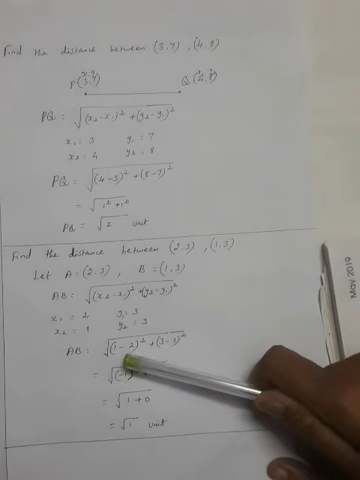 Find the distance between (3,7), (4,8)
P(3,7) Q(4,8)
PQ = √(x₂-x₁)² + (y₂-y₁)²
x₁ = 3 y₁ = 7
x₂ = 4 y₂ = 8
PQ = √(4-3)² + (8-7)²
= √1² + 1²
PQ = √2 unit
Find the distance between (2,3), (1,3)
Let A = (2,3), B = (1,3)
AB = √(x₂-x₁)² + (y₂-y₁)²
x₁ = 2 y₁ = 3
x₂ = 1 y₂ = 3
AB = √(1-2)² + (3-3)²
= √(-1)²
= √1+0
= √1 unit
May 2019